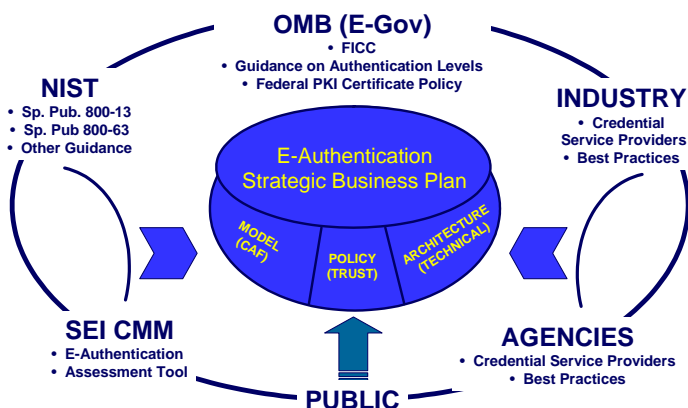 OMB (E-Gov)
• FICC
• Guidance on Authentication Levels
• Federal PKI Certificate Policy
NIST
• Sp. Pub. 800-13
• Sp. Pub 800-63
• Other Guidance
INDUSTRY
• Credential
Service Providers
• Best Practices
E-Authentication
Strategic Business Plan
MODEL
(CAF)
POLICY
(TRUST)
ARCHITECTURE
(TECHNICAL)
SEI CMM
• E-Authentication
• Assessment Tool
AGENCIES
• Credential Service Providers
• Best Practices
PUBLIC